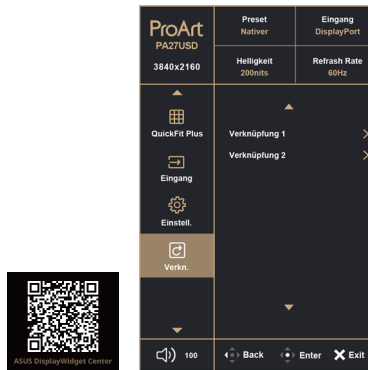 ProArt
PA27USD
3840x2160
Preset
Nativer
Eingang
DisplayPort
Helligkeit
200nits
Refresh Rate
60Hz
QuickFit Plus
Eingang
Einstell.
Verkn.
Verknüpfung 1
Verknüpfung 2
100
Back
Enter
Exit
ASUS DisplayWidget Center